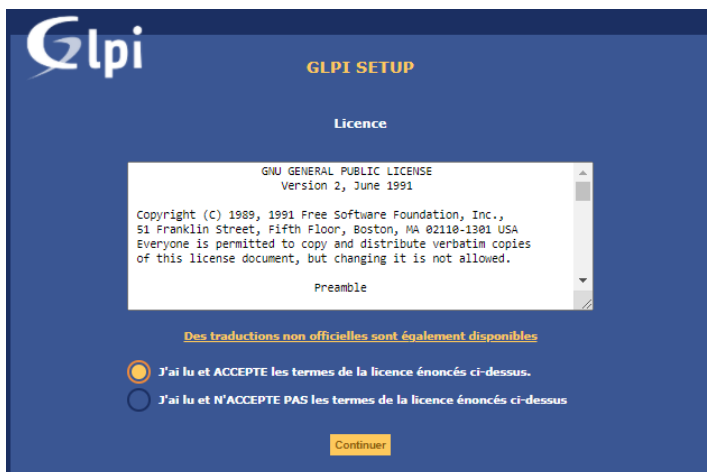 Glpi
GLPI SETUP
Licence
GNU GENERAL PUBLIC LICENSE
Version 2, June 1991
Copyright (C) 1989, 1991 Free Software Foundation, Inc.,
51 Franklin Street, Fifth Floor, Boston, MA 02110-1301 USA
Everyone is permitted to copy and distribute verbatim copies
of this license document, but changing it is not allowed.
Preamble
Des traductions non officielles sont également disponibles
J'ai lu et ACCEPTE les termes de la licence énoncés ci-dessus.
J'ai lu et N'ACCEPTE PAS les termes de la licence énoncés ci-dessus
Continuer